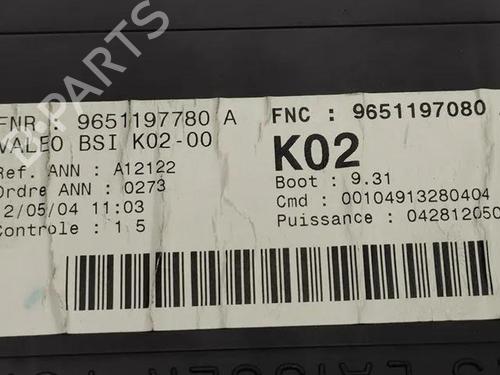 B-PARTS
FNR : 9651197780 A
FNC : 9651197080
VALEO BSI K02-00
K02
Ref. ANN : A12122
Ordre ANN : 0273
2/05/04 11:03
Controle : 1 5
Boot : 9.31
Cmd : 00104913280404
Puissance : 042812050